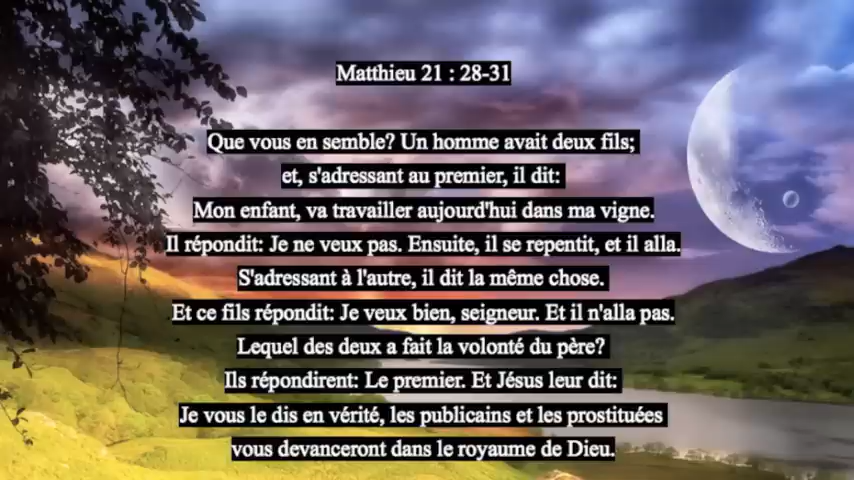 Matthieu 21 : 28-31
Que vous en semble? Un homme avait deux fils;
et, s'adressant au premier, il dit:
Mon enfant, va travailler aujourd'hui dans ma vigne.
Il répondit: Je ne veux pas. Ensuite, il se repentit, et il alla.
S'adressant à l'autre, il dit la même chose.
Et ce fils répondit: Je veux bien, seigneur. Et il n'alla pas.
Lequel des deux a fait la volonté du père?
Ils répondirent: Le premier. Et Jésus leur dit:
Je vous le dis en vérité, les publicains et les prostituées
vous devanceront dans le royaume de Dieu.